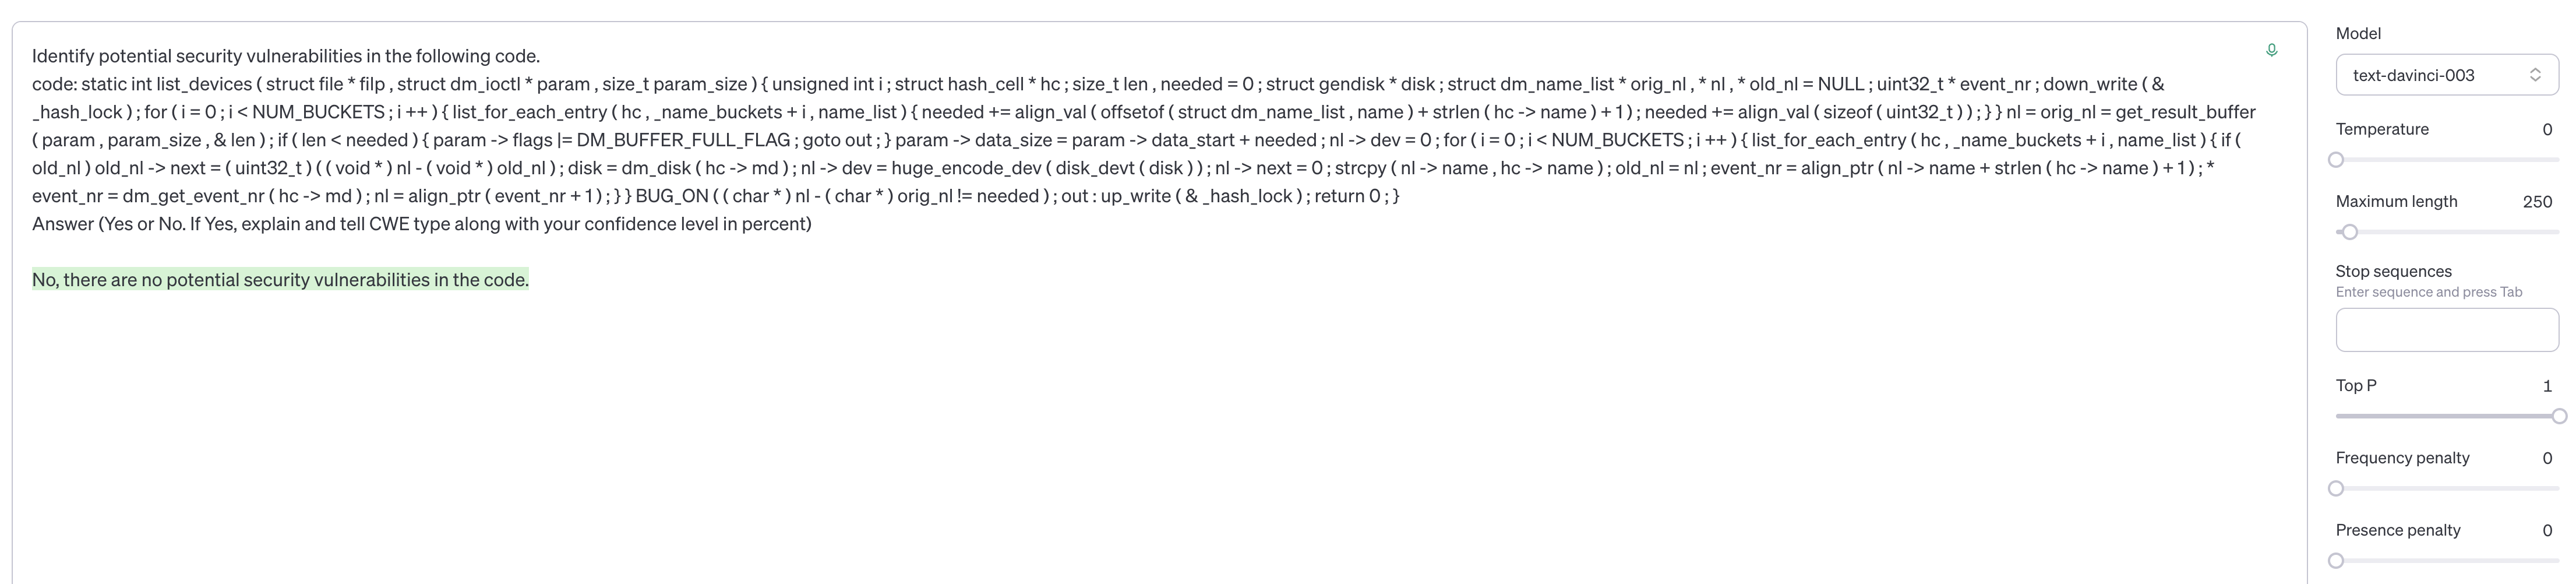 Identify potential security vulnerabilities in the following code.
code: static int list_devices ( struct file * filp , struct dm_ioctl * param , size_t param_size ) { unsigned int i ; struct hash_cell * hc ; size_t len , needed = 0 ; struct gendisk * disk ; struct dm_name_list * orig_nl , * nl , * old_nl = NULL ; uint32_t * event_nr ; down_write ( &
_hash_lock ) ; for ( i = 0 ; i < NUM_BUCKETS ; i ++ ) { list_for_each_entry ( hc , _name_buckets + i , name_list ) { needed += align_val ( offsetof ( struct dm_name_list , name ) + strlen ( hc -> name ) + 1 ) ; needed += align_val ( sizeof ( uint32_t ) ) ; } } nl = orig_nl = get_result_buffer
( param , param_size , & len ) ; if ( len < needed ) { param -> flags |= DM_BUFFER_FULL_FLAG ; goto out ; } param -> data_size = param -> data_start + needed ; nl -> dev = 0 ; for ( i = 0 ; i < NUM_BUCKETS ; i ++ ) { list_for_each_entry ( hc , _name_buckets + i , name_list ) { if (
old_nl ) old_nl -> next = ( uint32_t ) ( ( void * ) nl - ( void * ) old_nl ) ; disk = dm_disk ( hc -> md ) ; nl -> dev = huge_encode_dev ( disk_devt ( disk ) ) ; nl -> next = 0 ; strcpy ( nl -> name , hc -> name ) ; old_nl = nl ; event_nr = align_ptr ( nl -> name + strlen ( hc -> name ) + 1 ) ; *
event_nr = dm_get_event_nr ( hc -> md ) ; nl = align_ptr ( event_nr + 1 ) ; } } BUG_ON ( ( char * ) nl - ( char * ) orig_nl != needed ) ; out : up_write ( & _hash_lock ) ; return 0 ; }
Answer (Yes or No. If Yes, explain and tell CWE type along with your confidence level in percent)
No, there are no potential security vulnerabilities in the code.
Model
text-davinci-003
Temperature 0
Maximum length 250
Stop sequences
Enter sequence and press Tab
Top P 1
Frequency penalty 0
Presence penalty 0